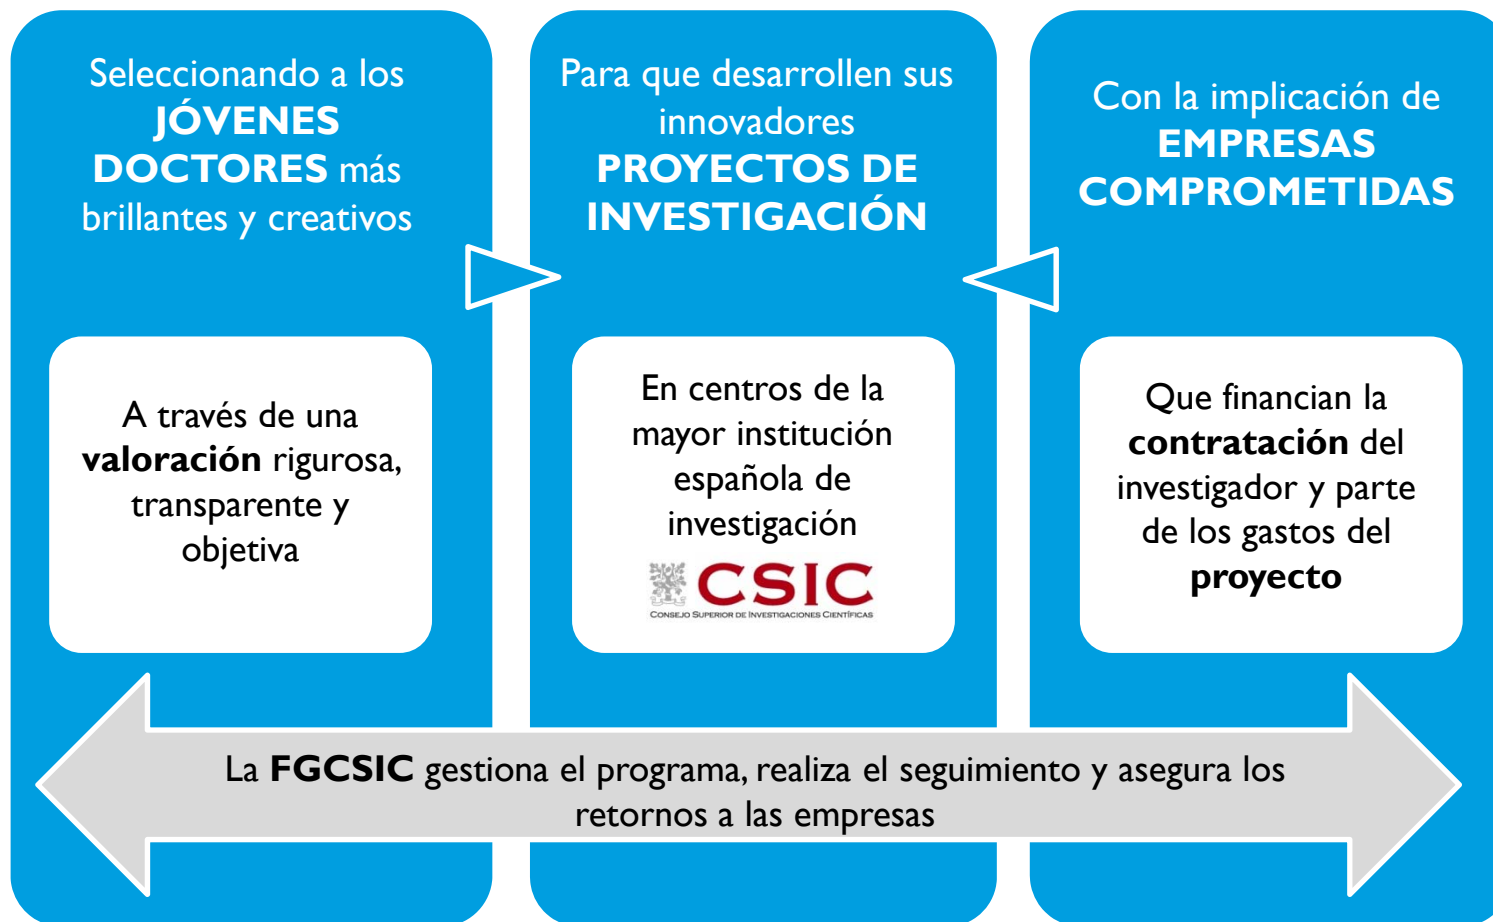 Seleccionando a los
JÓVENES
DOCTORES más
brillantes y creativos
A través de una
valoración rigurosa,
transparente y
objetiva
Para que desarrollen sus
innovadores
PROYECTOS DE
INVESTIGACIÓN
En centros de la
mayor institución
española de
investigación
CSIC
CONSEJO SUPERIOR DE INVESTIGACIONES CIENTÍFICAS
Con la implicación de
EMPRESAS
COMPROMETIDAS
Que financian la
contratación del
investigador y parte
de los gastos del
proyecto
La FGCSIC gestiona el programa, realiza el seguimiento y asegura los
retornos a las empresas